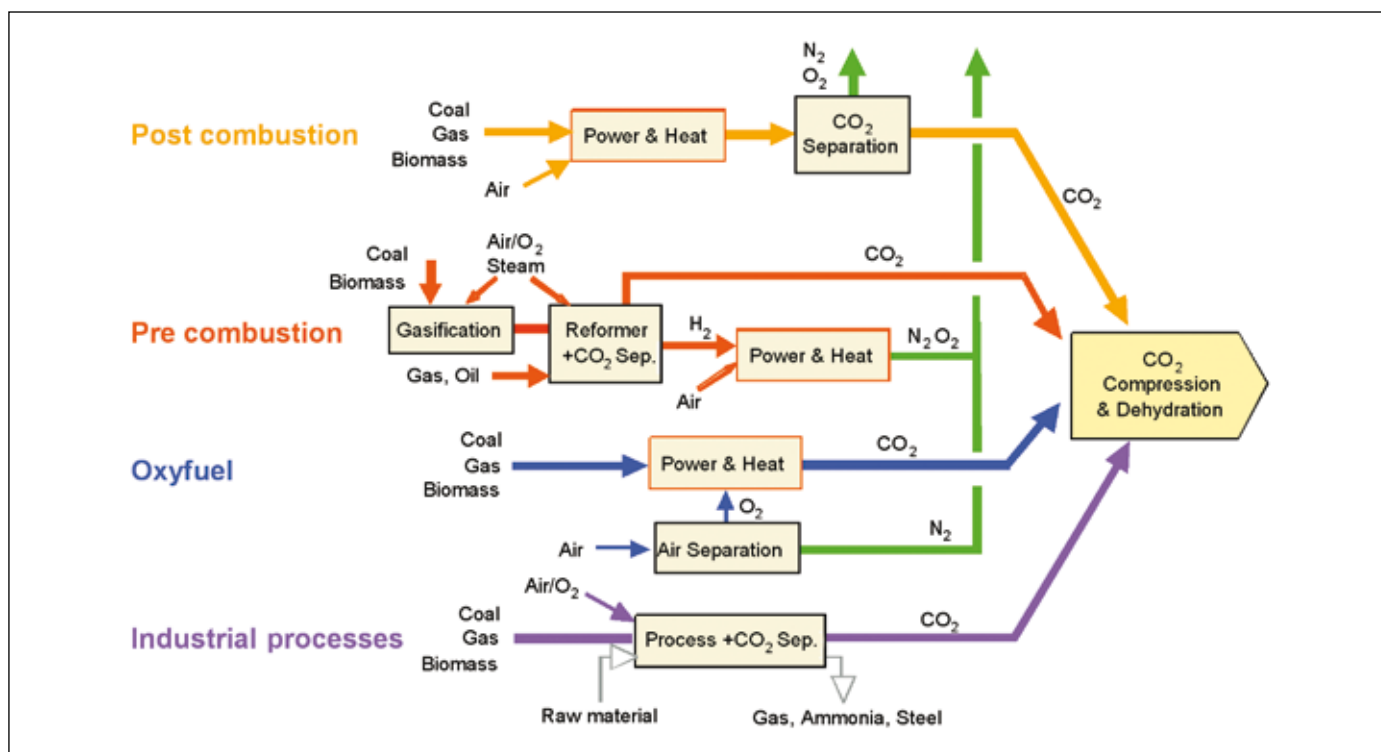 N₂
O₂
Coal
Gas
Biomass
Air
Post combustion
Power & Heat
CO₂
Separation
CO₂
Coal
Biomass
Air/O₂
Steam
CO₂
Pre combustion
Gasification
Reformer
+CO₂ Sep.
Gas, Oil
H₂
Air
Power & Heat
N₂ O₂
CO₂
Compression
& Dehydration
Oxyfuel
Coal
Gas
Biomass
Power & Heat
CO₂
O₂
Air
Air Separation
N₂
Industrial processes
Air/O₂
Coal
Gas
Biomass
Process +CO₂ Sep.
CO₂
Raw material
Gas, Ammonia, Steel